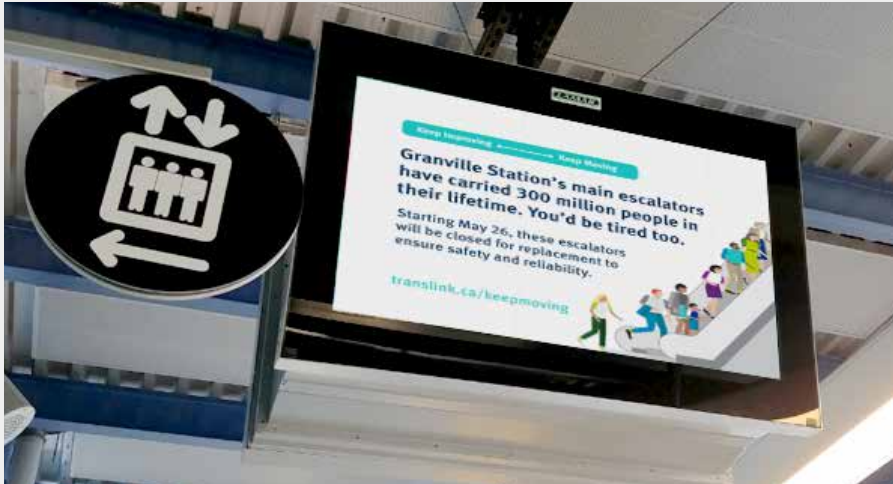 LAMAR
Keep Improving
Keep Moving
Granville Station's main escalators
have carried 300 million people in
their lifetime. You'd be tired too.
Starting May 26, these escalators
will be closed for replacement to
ensure safety and reliability.
translink.ca/keepmoving